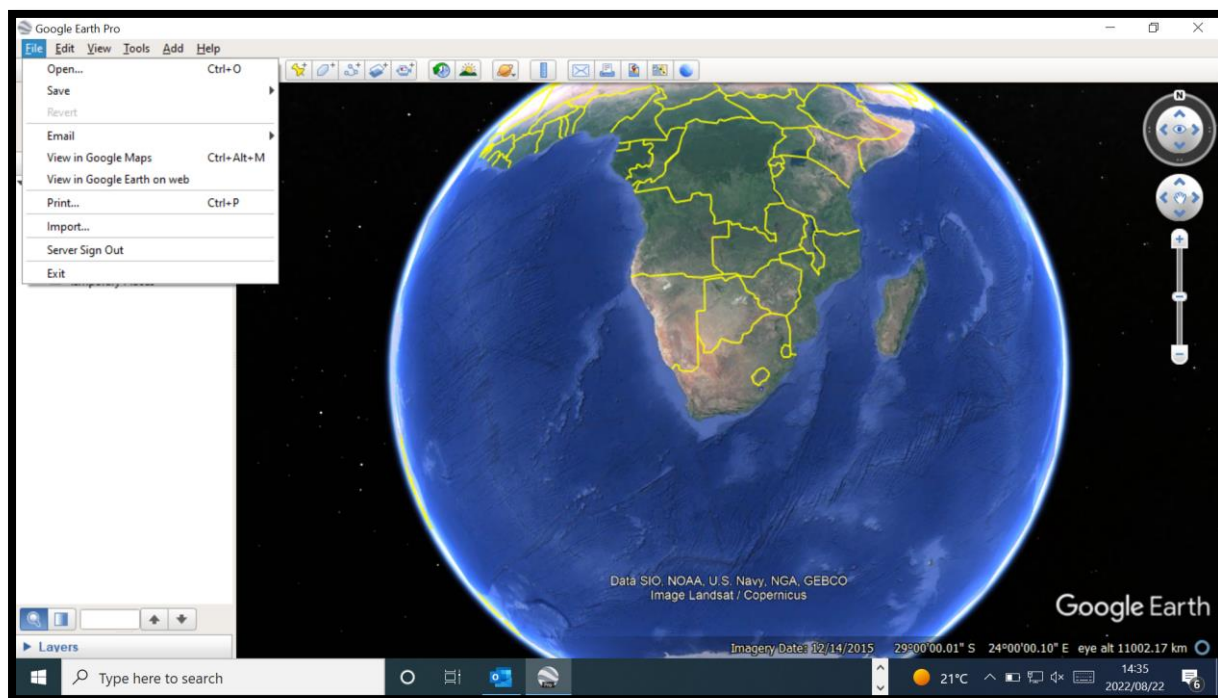 Google Earth Pro
File Edit View Tools Add Help
Open... Ctrl+O
Save
Revert
Email
View in Google Maps Ctrl+Alt+M
View in Google Earth on web
Print... Ctrl+P
Import...
Server Sign Out
Exit
N
Data SIO, NOAA, U.S. Navy, NGA, GEBCO
Image Landsat / Copernicus
Google Earth
Layers
Imagery Date: 12/14/2015 29°00'00.01" S 24°00'00.10" E eye alt 11002.17 km
Type here to search
21°C
14:35
2022/08/22
6